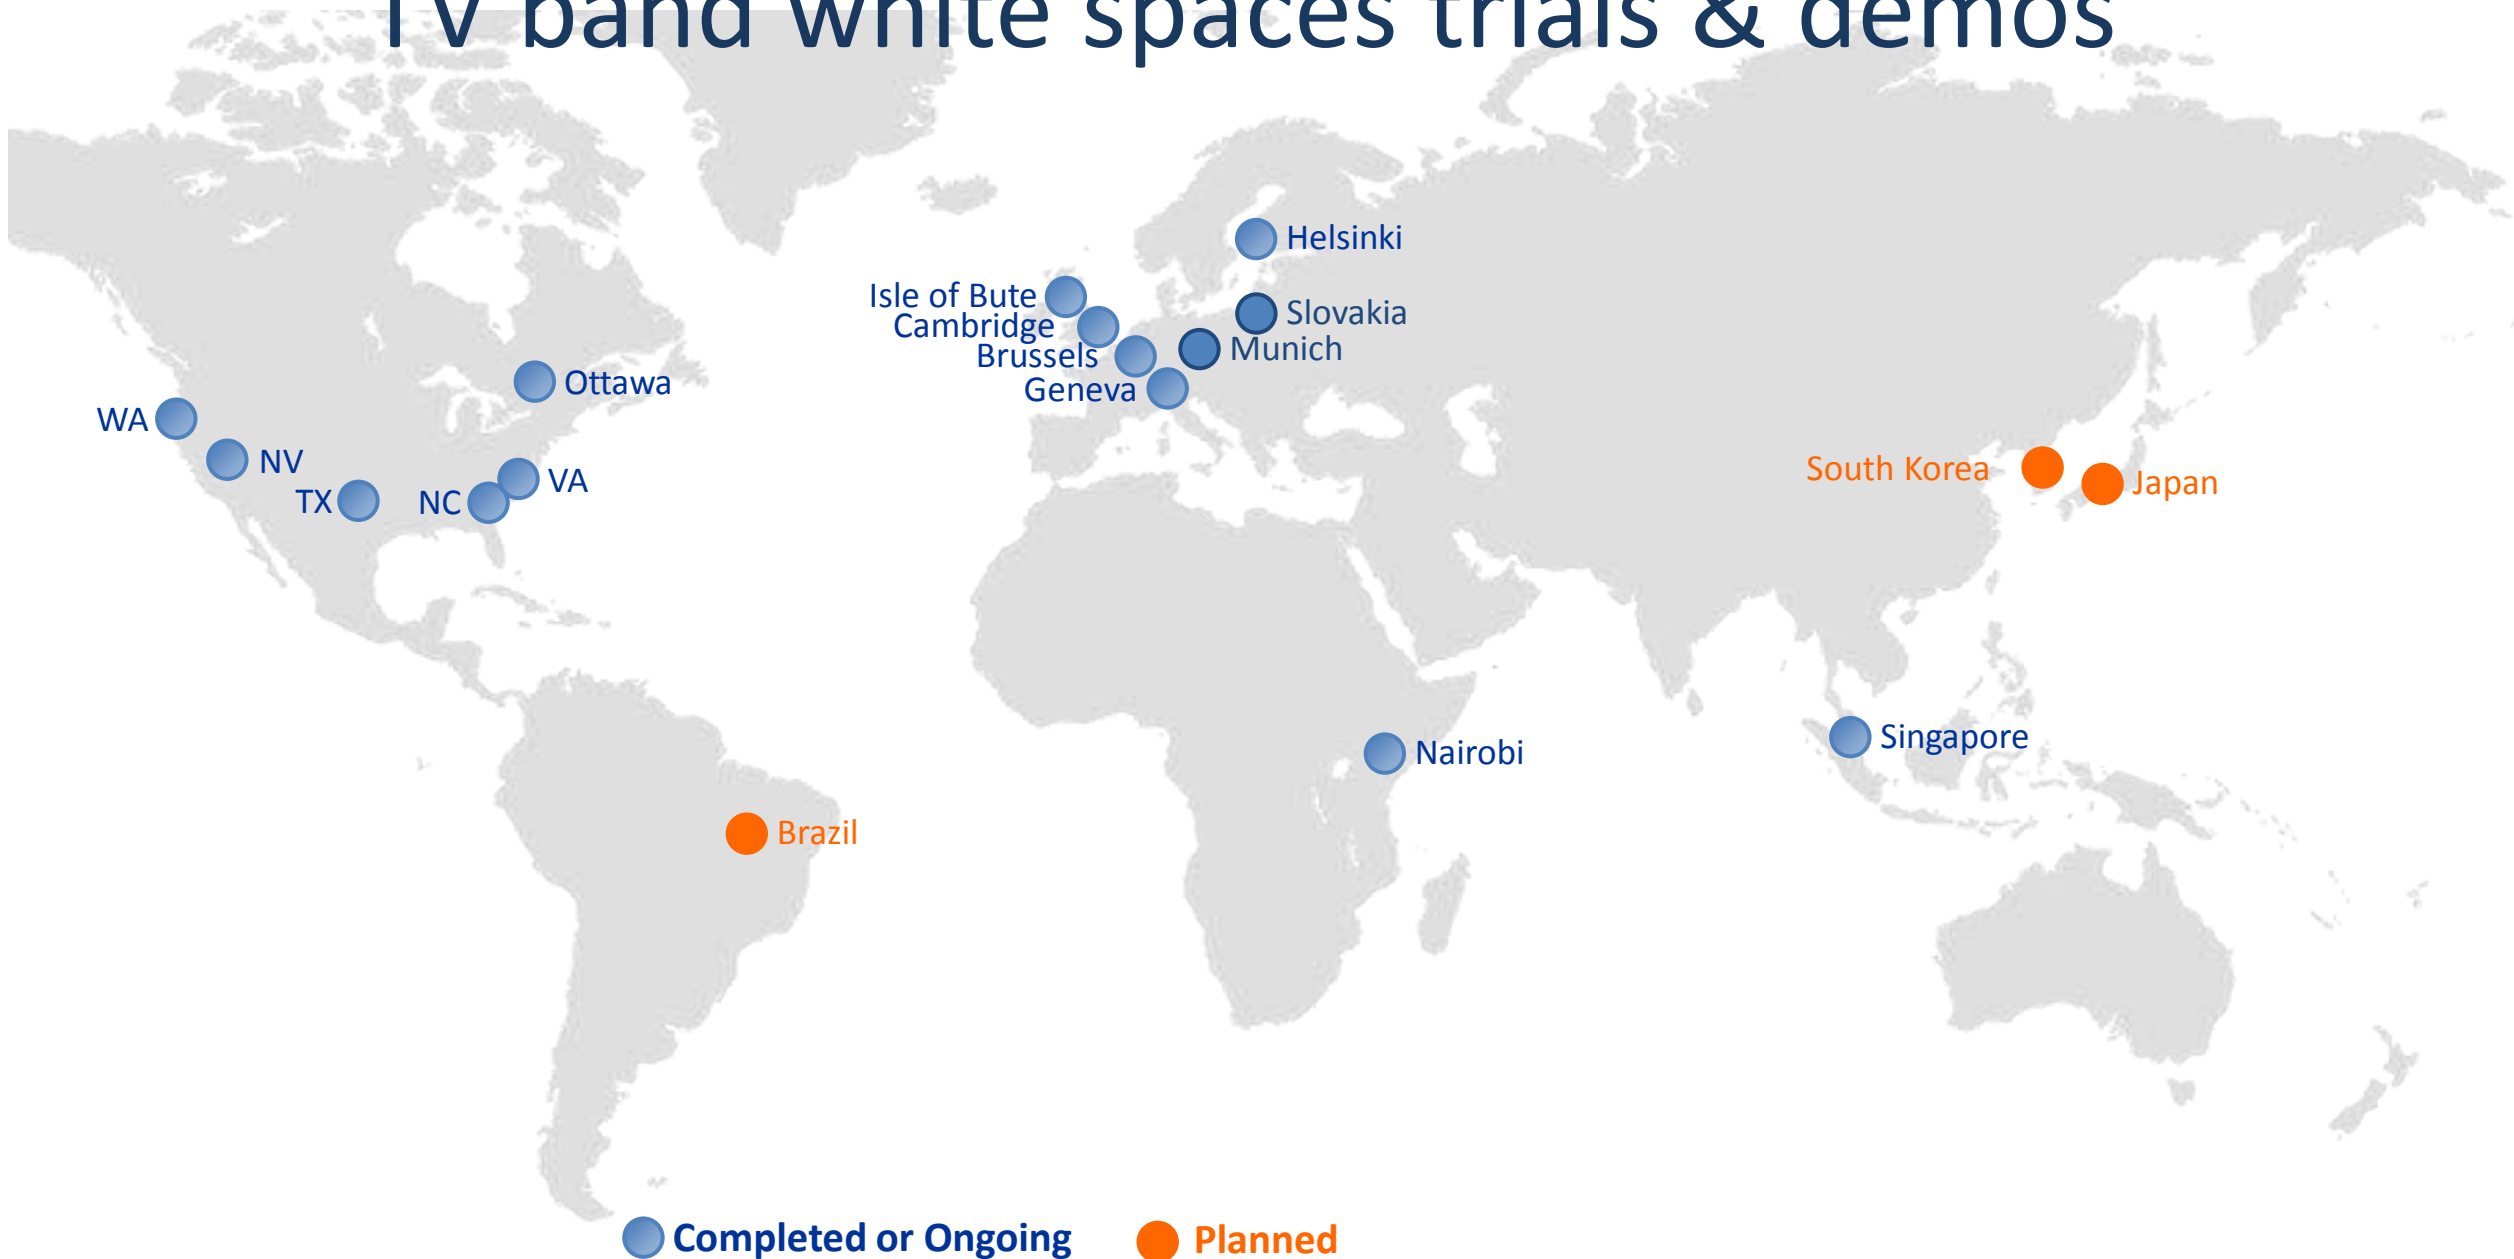 TV band white spaces trials & demos
Helsinki
Isle of Bute
Slovakia
Cambridge
Munich
Brussels
Geneva
Ottawa
WA
NV
VA
TX
NC
South Korea
Japan
Singapore
Nairobi
Brazil
Completed or Ongoing
Planned